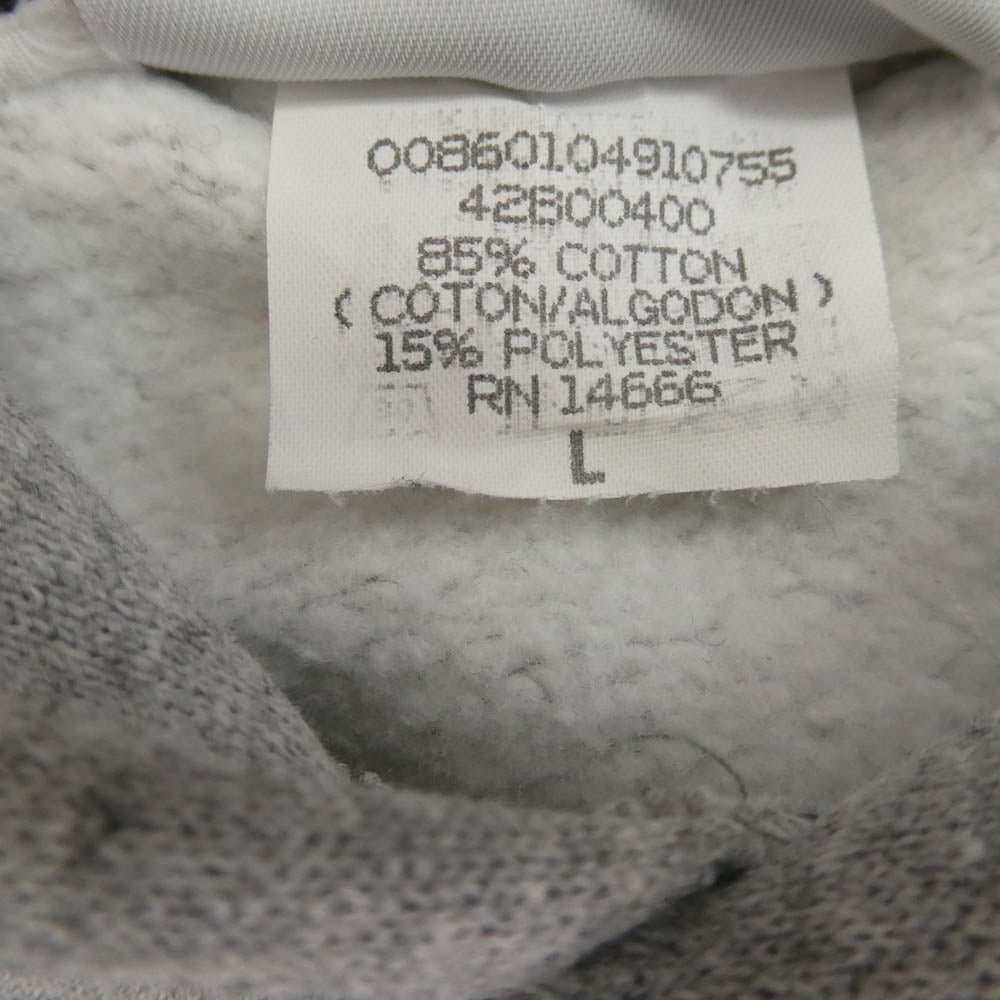 00860104910755
42B00400
85% COTTON
( COTON/ALGODON )
15% POLYESTER
RN 14666
L